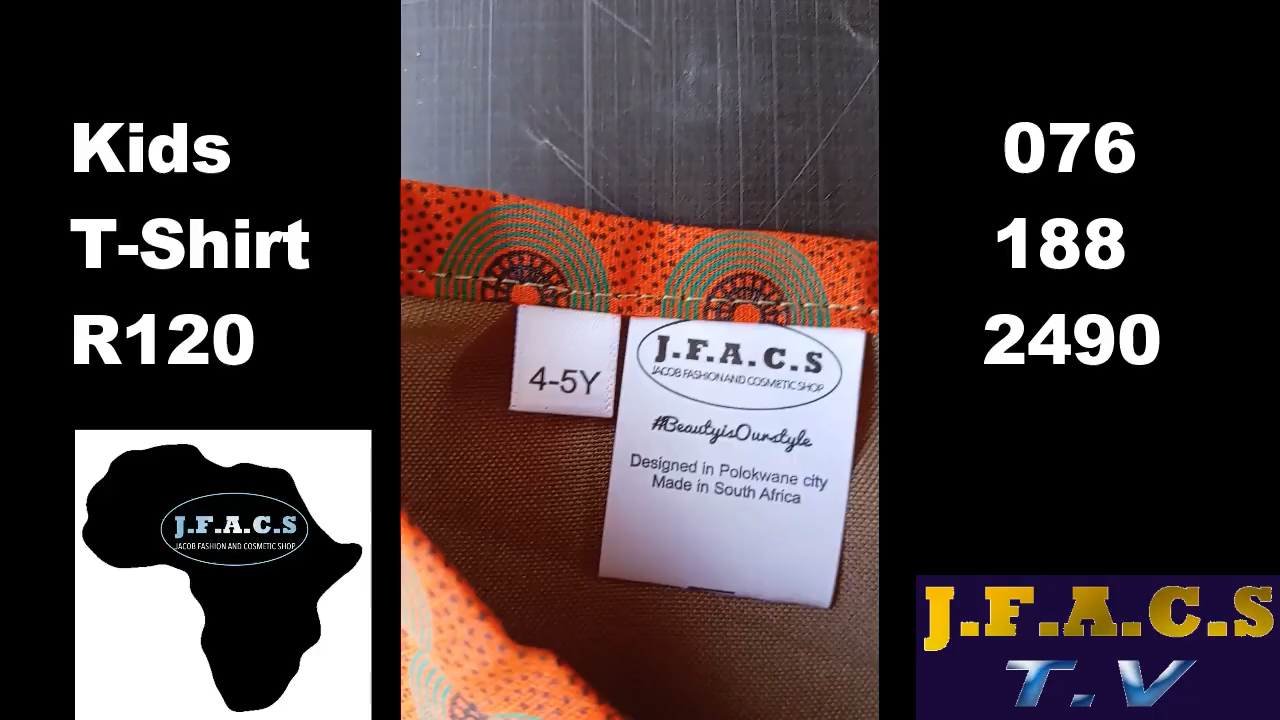 Kids
T-Shirt
R120
J.F.A.C.S
JACOB FASHION AND COSMETIC SHOP
4-5Y
J.F.A.C.S
JACOB FASHION AND COSMETIC SHOP
#BeautyisOurstyle
Designed in Polokwane city
Made in South Africa
076
188
2490
J.F.A.C.S
T.V